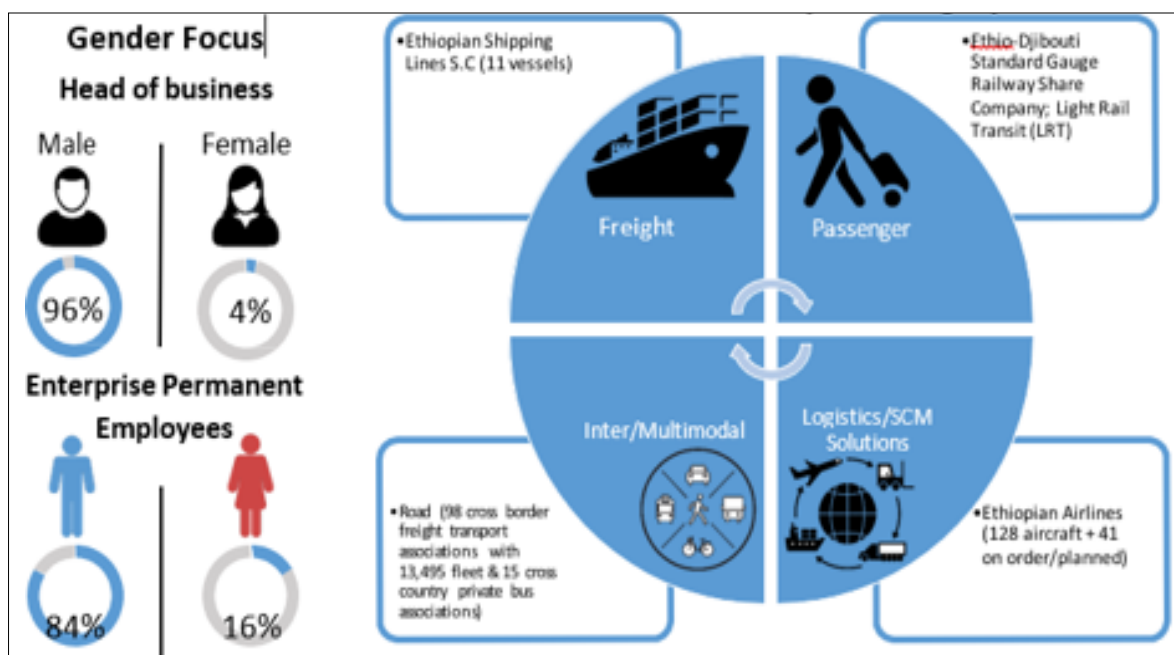 Gender Focus
Head of business
Male
Female
96%
4%
Enterprise Permanent
Employees
84%
16%
•Ethiopian Shipping
Lines S.C (11 vessels)
•Ethio-Djibouti
Standard Gauge
Railway Share
Company; Light Rail
Transit (LRT)
Freight
Passenger
Inter/Multimodal
Logistics/SCM
Solutions
•Road (98 cross border
freight transport
associations with
13,495 fleet & 15 cross
country private bus
associations)
•Ethiopian Airlines
(128 aircraft + 41
on order/planned)